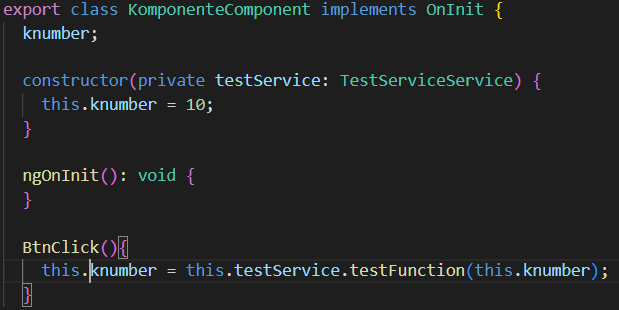 export class KomponenteComponent implements OnInit {
knumber;
constructor(private testService: TestServiceService) {
this.knumber = 10;
}
ngOnInit(): void {
}
BtnClick(){
this.knumber = this.testService.testFunction(this.knumber);
}